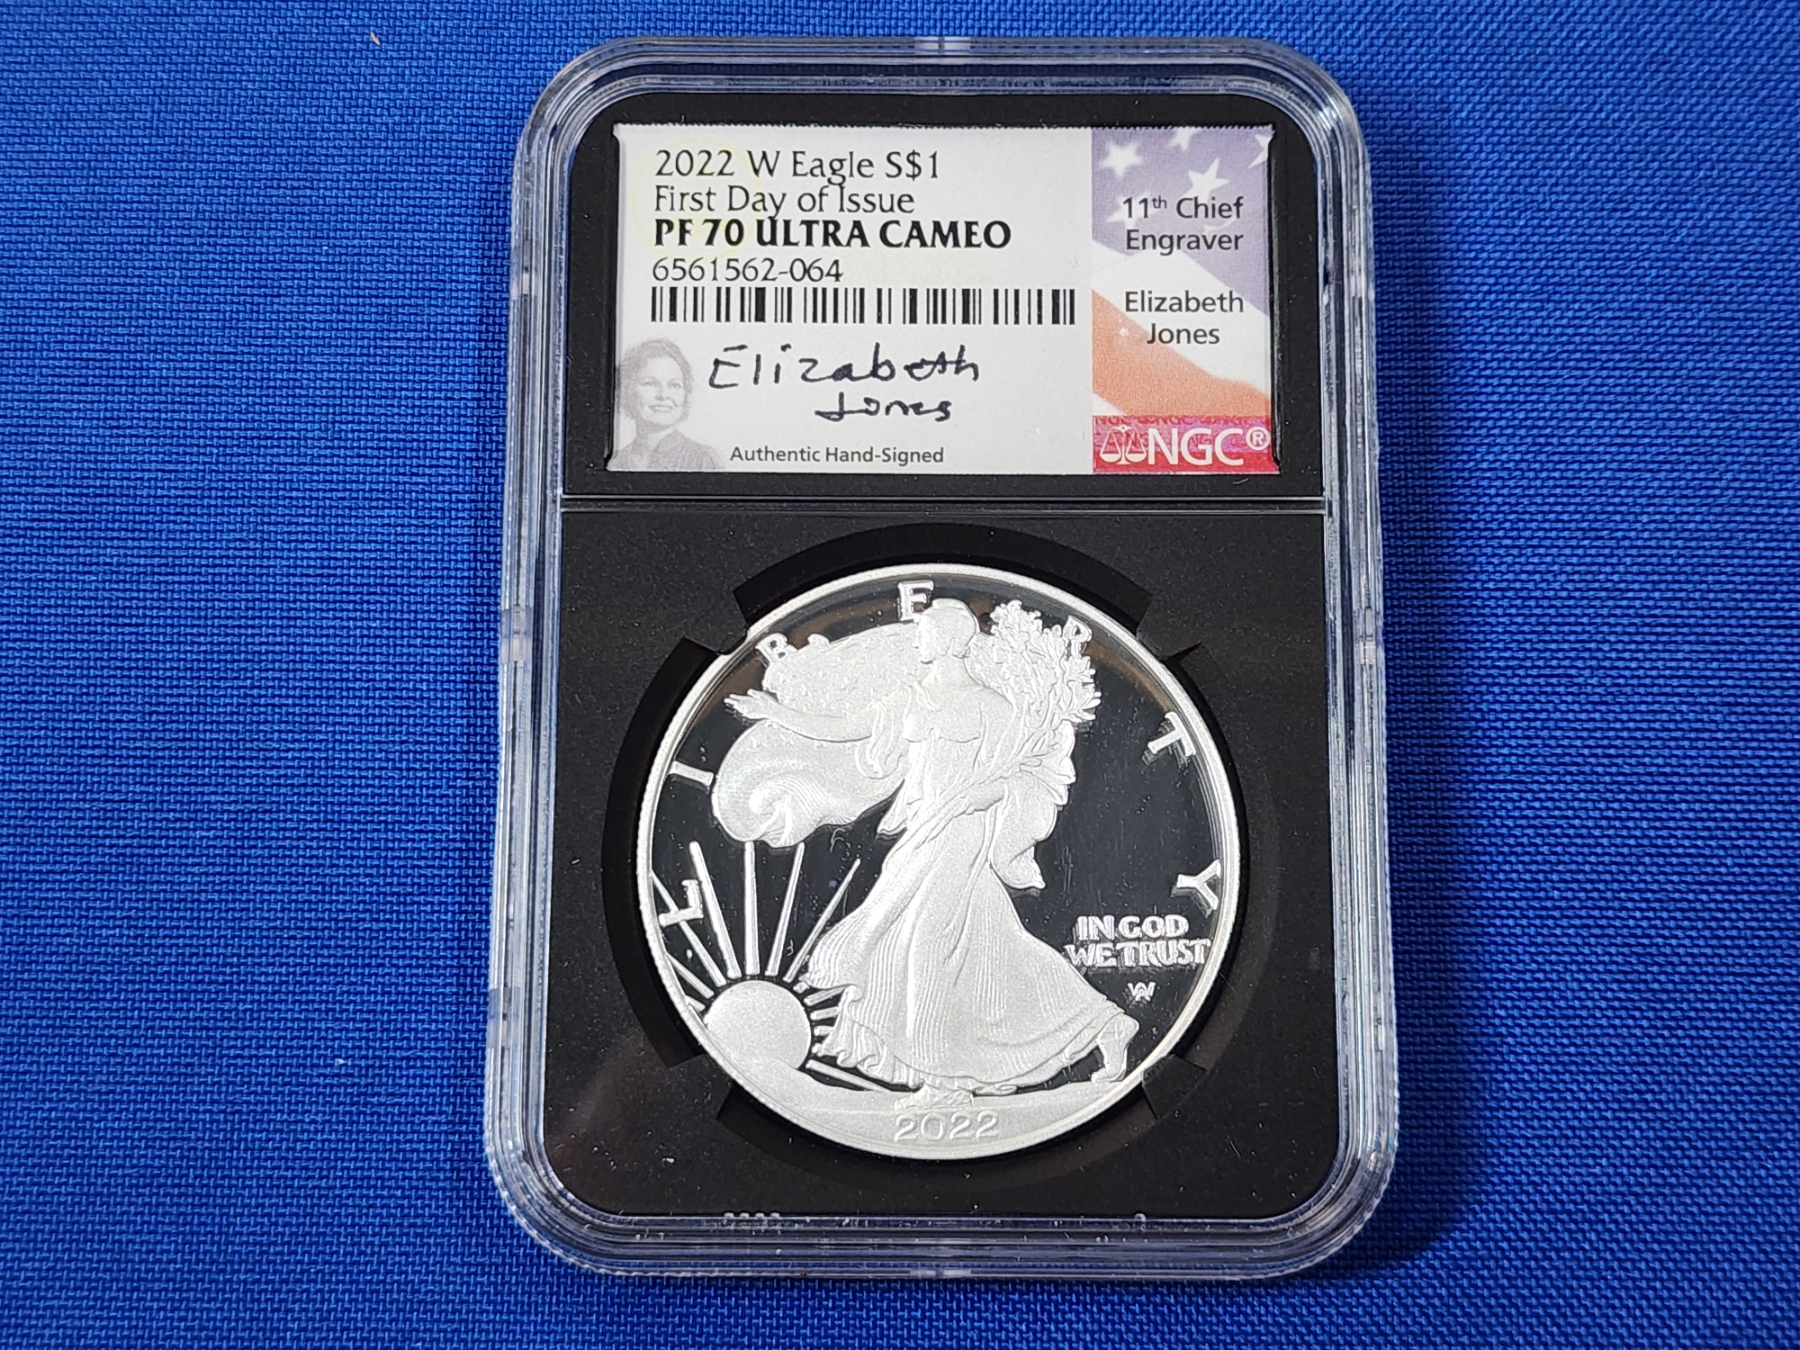 2022 W Eagle S$1
First Day of Issue
PF 70 ULTRA CAMEO
6561562-064
Elizabeth
Jones
Authentic Hand-Signed
11th Chief
Engraver
Elizabeth
Jones
NGC®
LIBERTY
IN GOD
WE TRUST
AW
2022